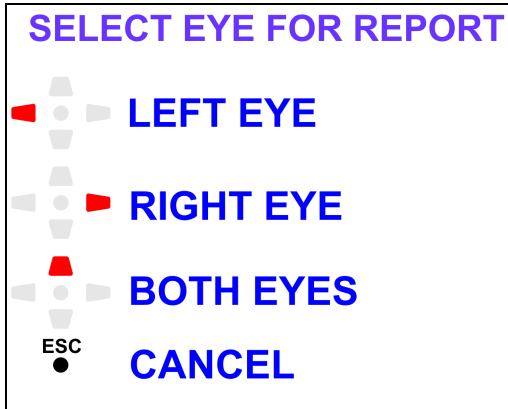 SELECT EYE FOR REPORT
LEFT EYE
RIGHT EYE
BOTH EYES
ESC
CANCEL